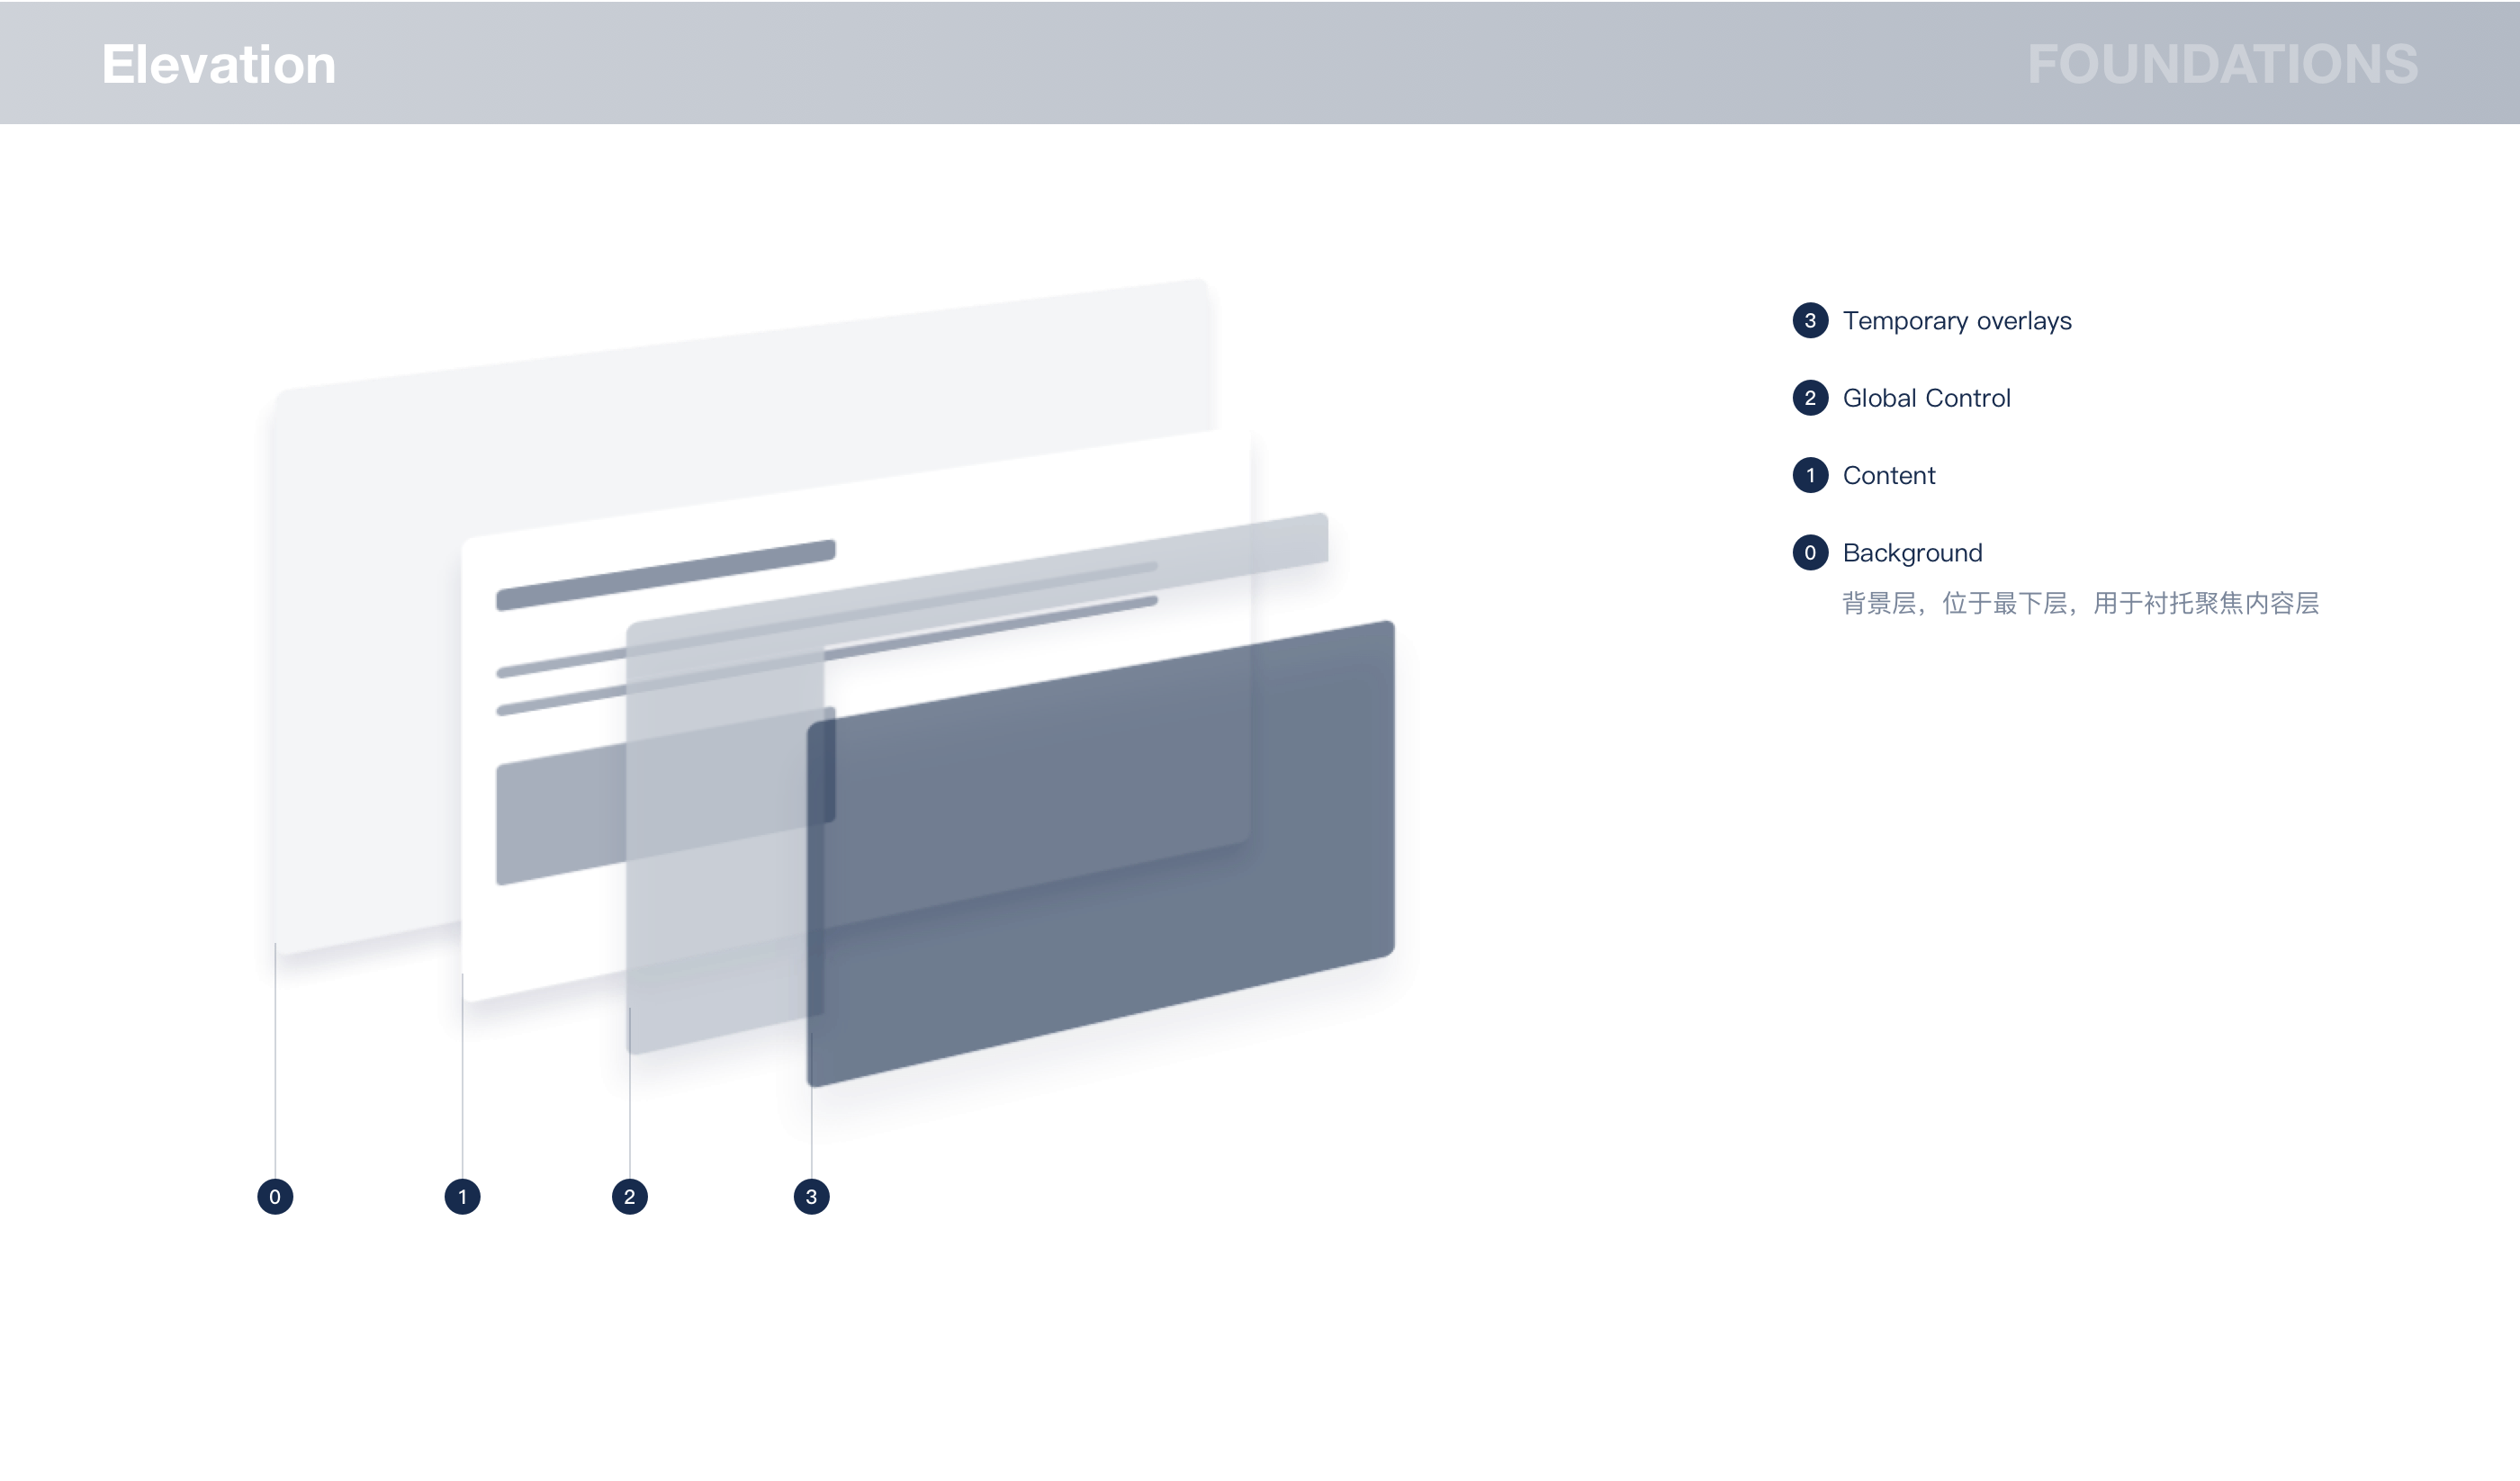 Elevation
FOUNDATIONS
3 Temporary overlays
2 Global Control
1 Content
0 Background
背景层，位于最下层，用于衬托聚焦内容层
0 1 2 3